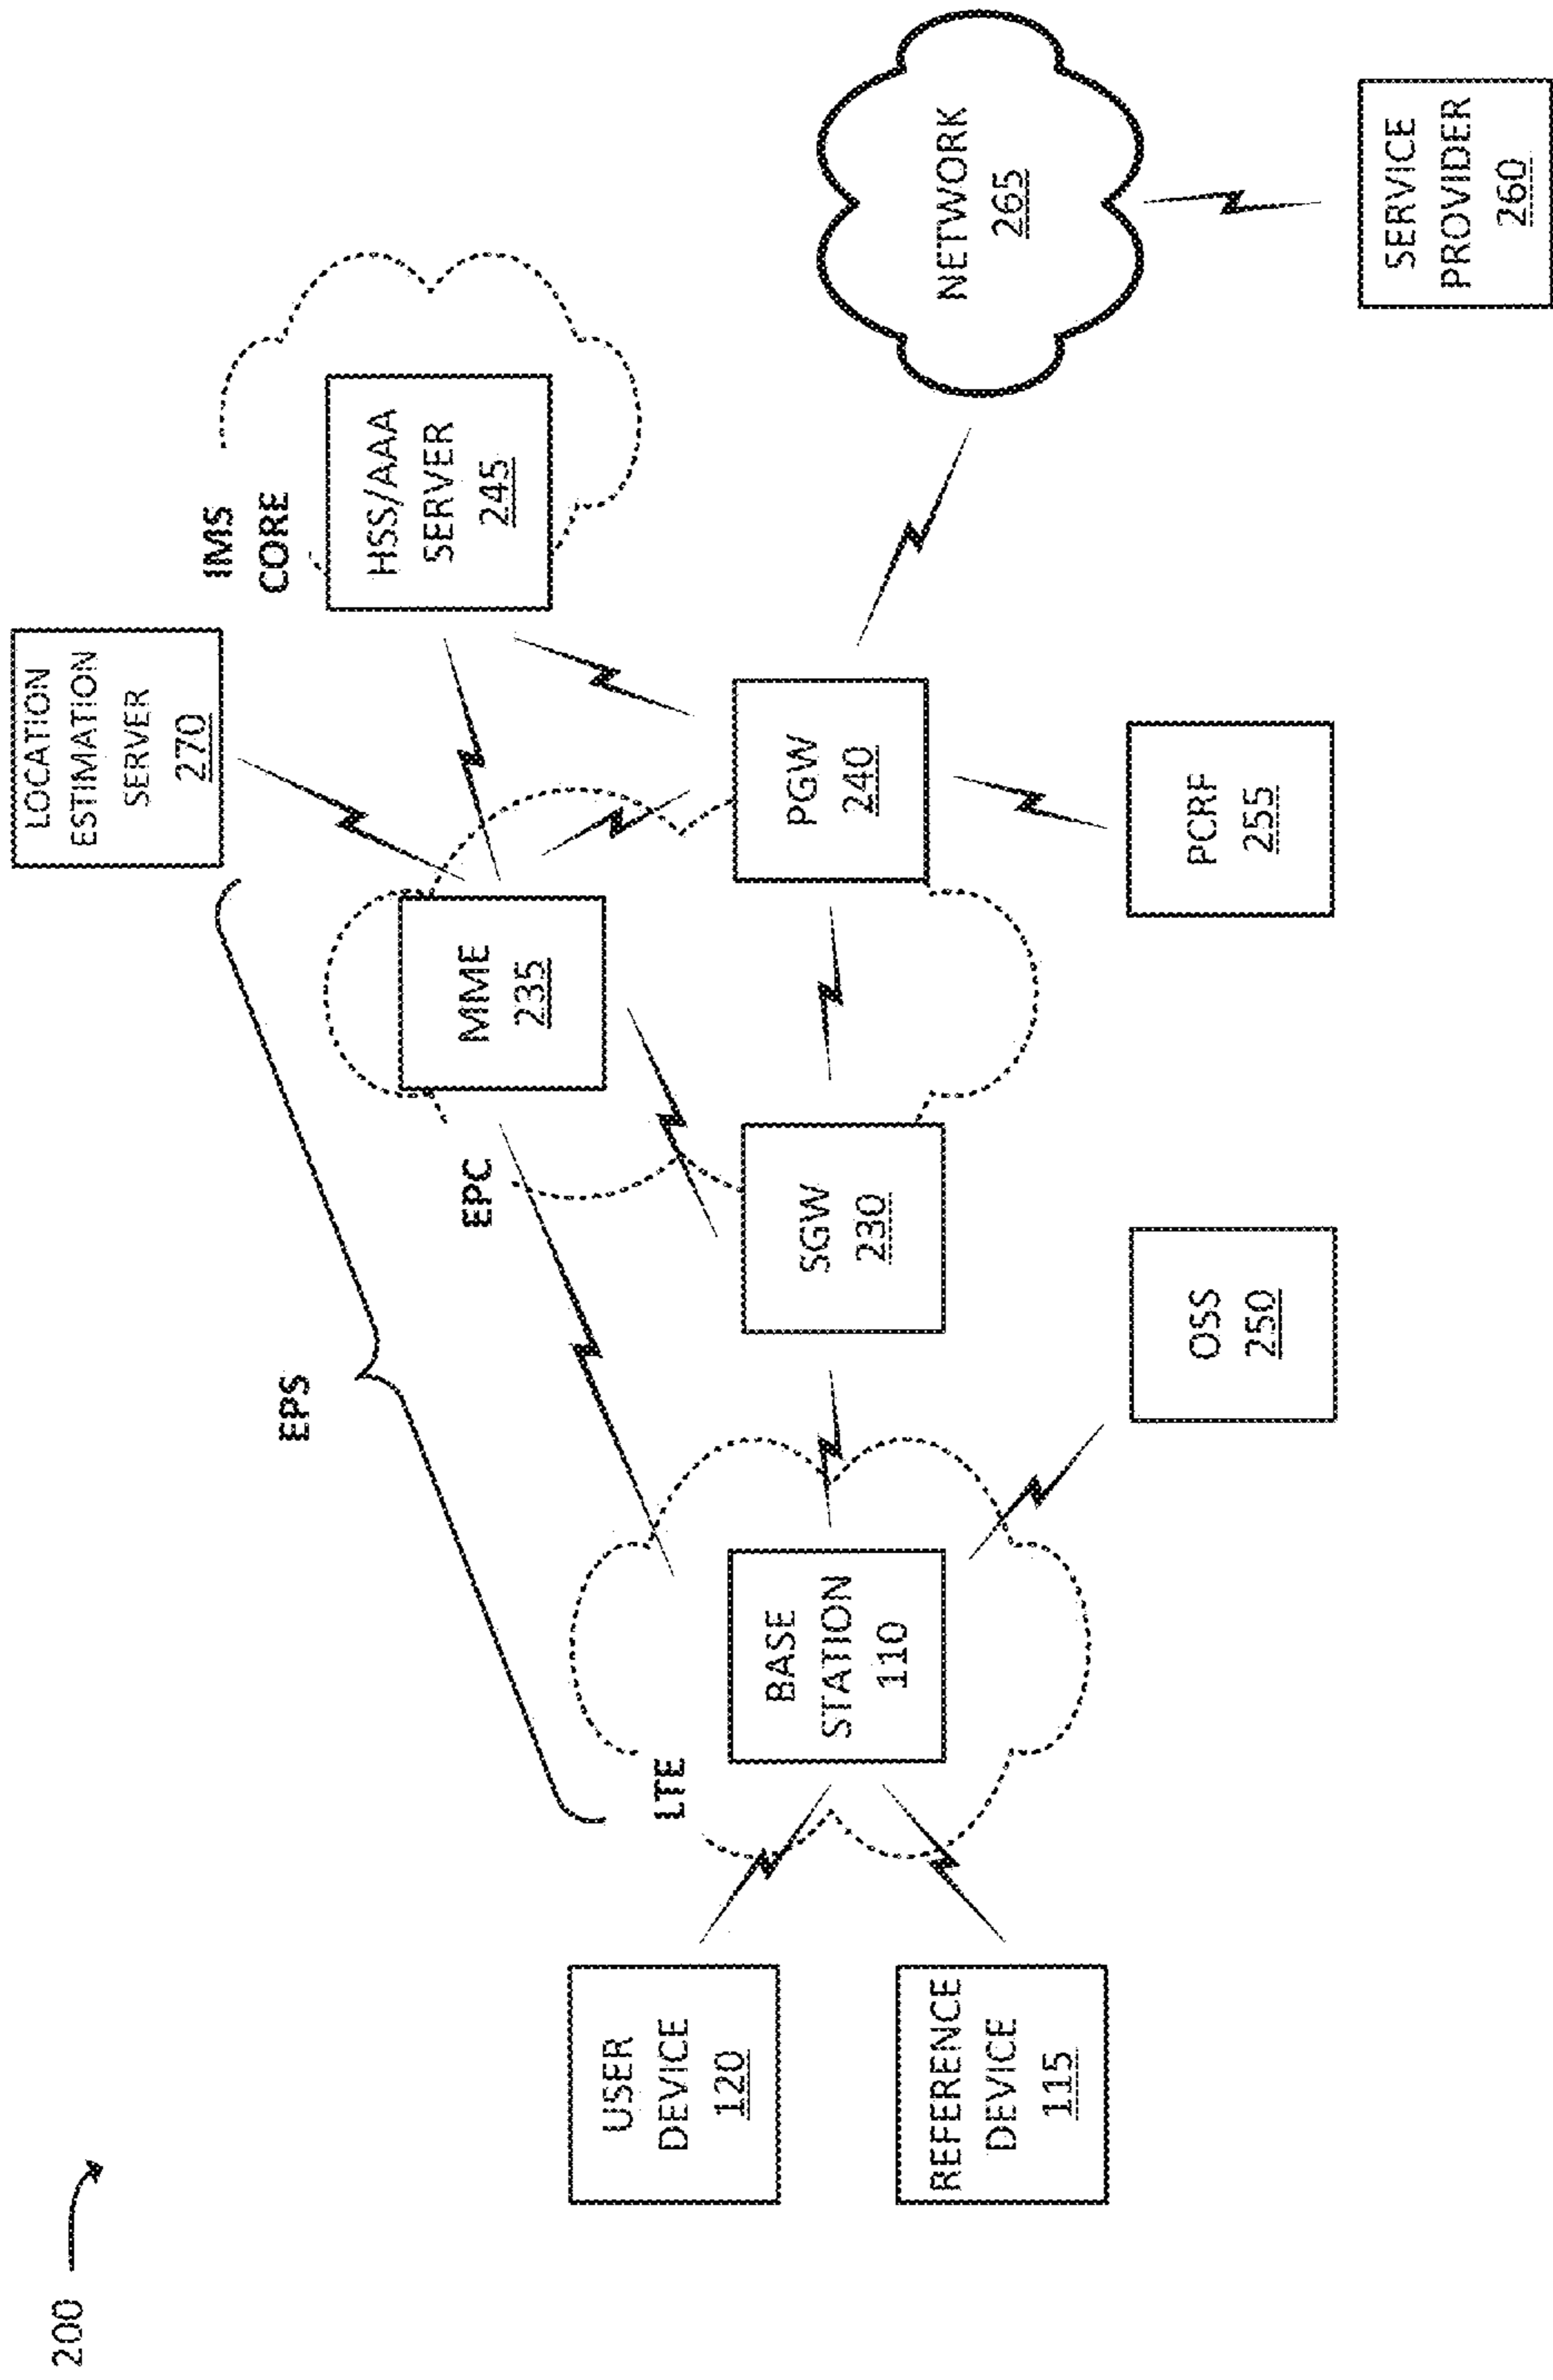 200
LOCATION
ESTIMATION
SERVER
270
IMS
CORE
HSS/AAA
SERVER
245
EPS
EPC
MME
235
LTE
USER
DEVICE
120
BASE
STATION
110
SGW
230
PGW
240
NETWORK
265
REFERENCE
DEVICE
115
OSS
250
PCRF
255
SERVICE
PROVIDER
260